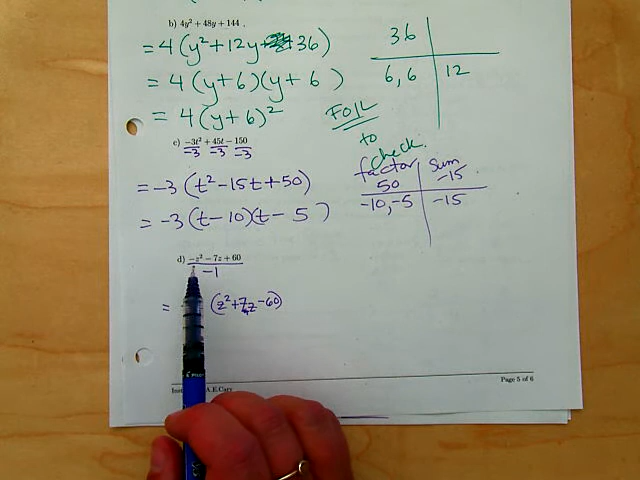 b) 4y² + 48y + 144 .
= 4 (y² + 12y + 36)
= 4 (y + 6)(y + 6 )
= 4 (y + 6)²
36
6, 6 12
FOIL
to
check.
c) -3t² + 45t - 150
-3 -3 -3
= -3 (t² - 15t + 50)
= -3 (t - 10)(t - 5 )
factor sum
50 -15
-10, -5 -15
d) -z² - 7z + 60
-1
= (z² + 7z - 60)
Inst A.E.Cary
Page 5 of 6